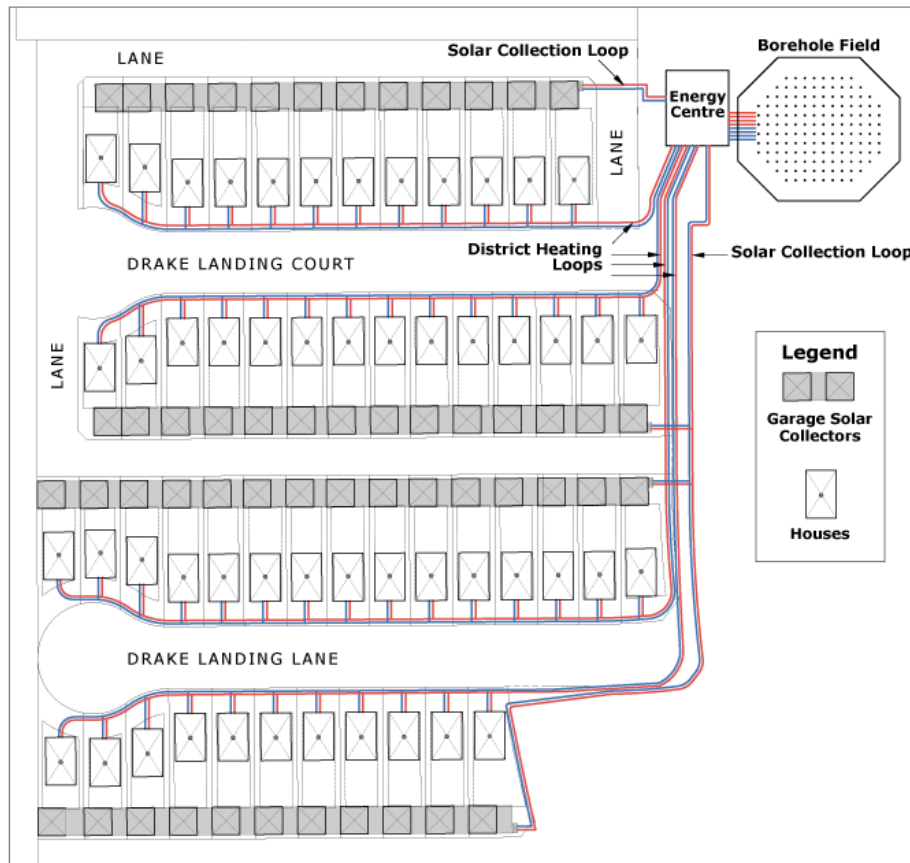 Solar Collection Loop
Borehole Field
LANE
Energy
Centre
LANE
District Heating
Loops
Solar Collection Loop
DRAKE LANDING COURT
LANE
Legend
Garage Solar
Collectors
Houses
DRAKE LANDING LANE